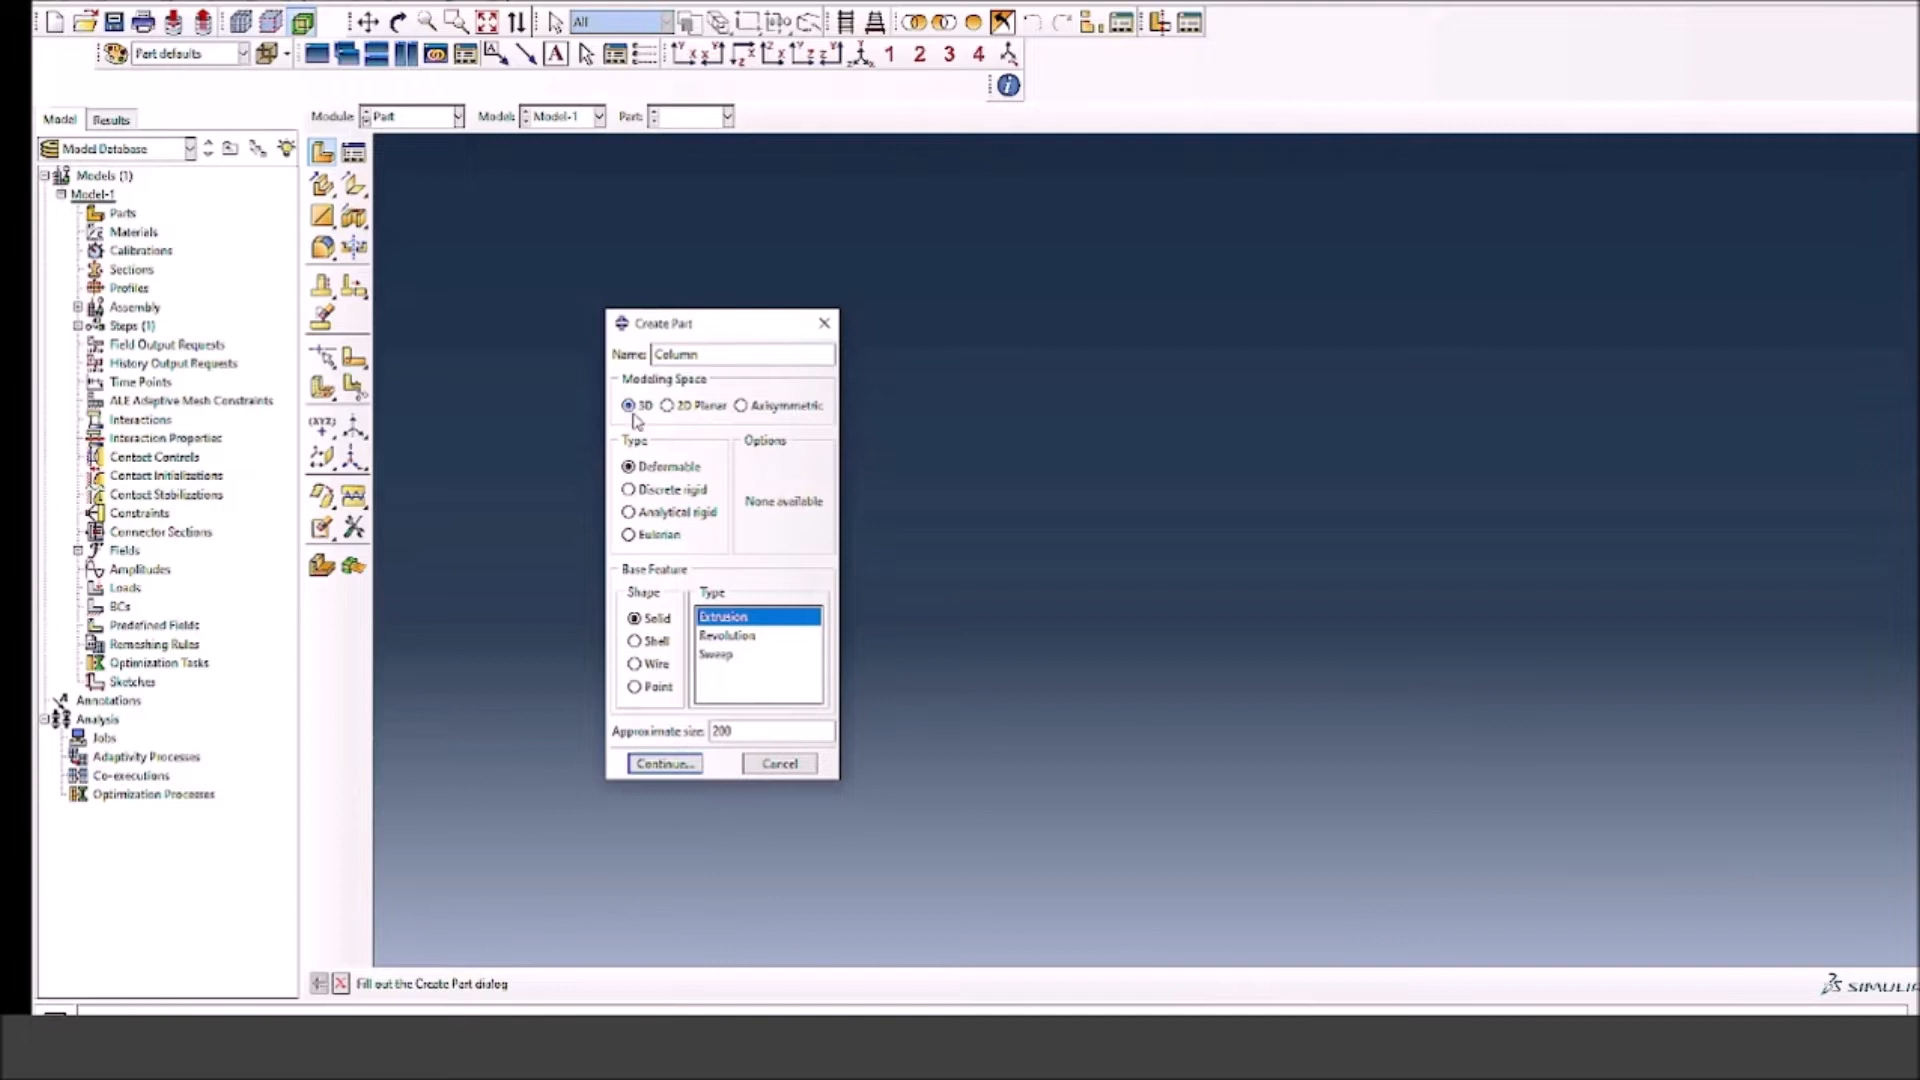 All
Part defaults
1 2 3 4
Model Results
Module: Part Model: Model-1 Part:
Model Database
Models (1)
Model-1
Parts
Materials
Calibrations
Sections
Profiles
Assembly
Steps (1)
Field Output Requests
History Output Requests
Time Points
ALE Adaptive Mesh Constraints
Interactions
Interaction Properties
Contact Controls
Contact Initializations
Contact Stabilizations
Constraints
Connector Sections
Fields
Amplitudes
Loads
BCs
Predefined Fields
Remeshing Rules
Optimization Tasks
Sketches
Annotations
Analysis
Jobs
Adaptivity Processes
Co-executions
Optimization Processes
(XYZ)
Create Part
Name: Column
Modeling Space
3D 2D Planar Axisymmetric
Type
Deformable
Discrete rigid
Analytical rigid
Eulerian
Options
None available
Base Feature
Shape
Solid
Shell
Wire
Point
Type
Extrusion
Revolution
Sweep
Approximate size: 200
Continue... Cancel
Fill out the Create Part dialog
SIMULIA